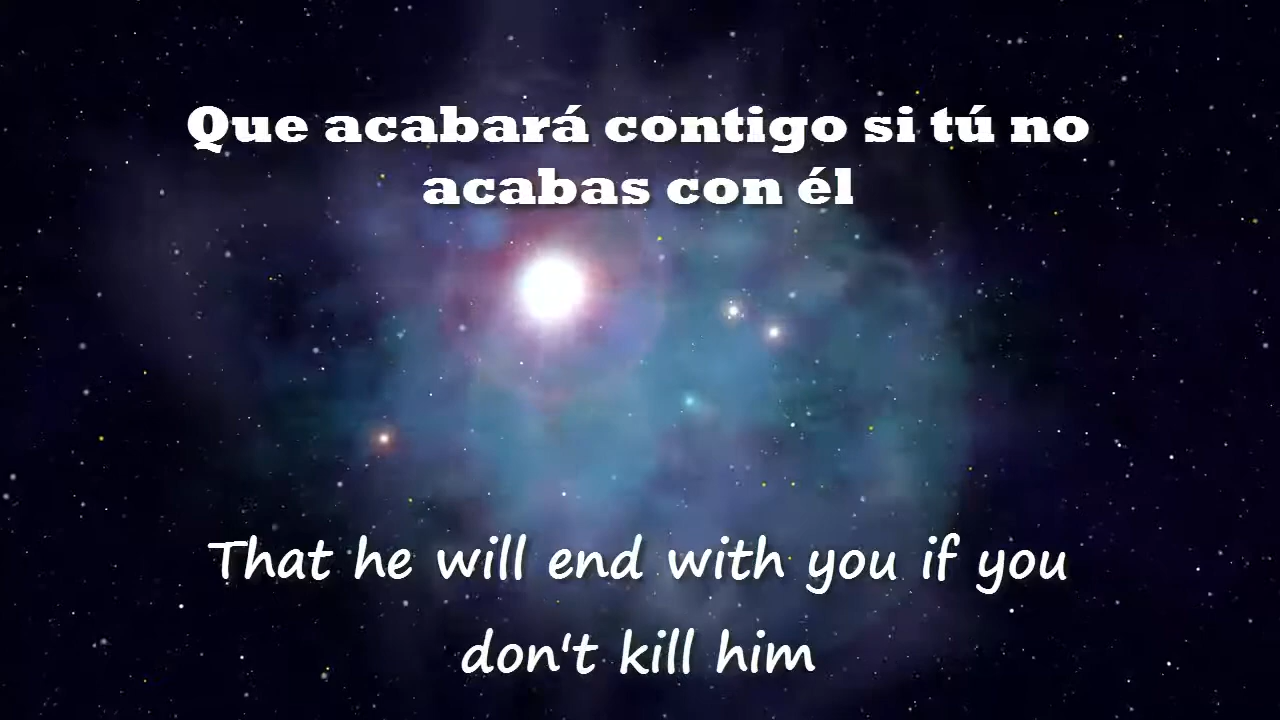 Que acabará contigo si tú no
acabas con él
That he will end with you if you
don't kill him